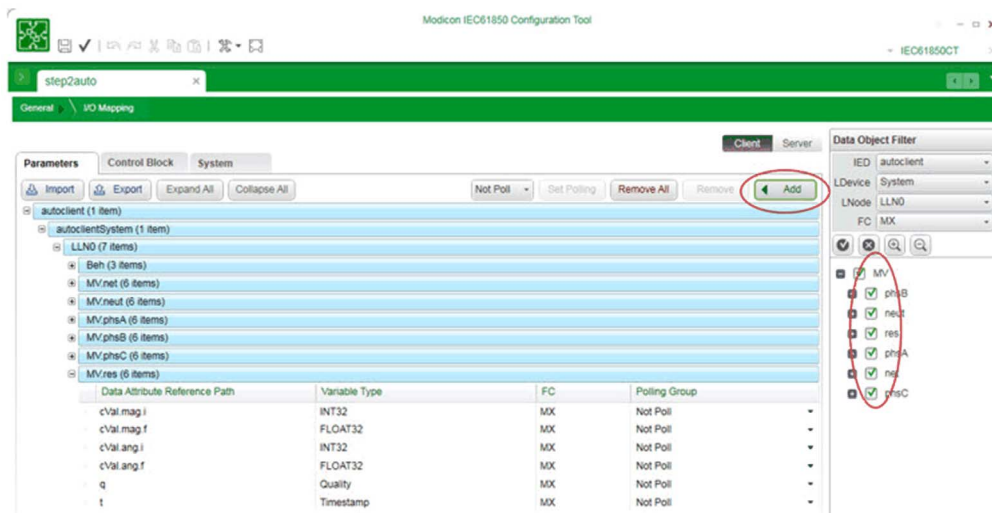 Modicon IEC61850 Configuration Tool
IEC61850CT
step2auto
General I/O Mapping
Client Server
Data Object Filter
Parameters Control Block System
IED autoclient
Import Export Expand All Collapse All Not Poll Set Polling Remove All Remove Add
LDevice System
LNode LLN0
FC MX
autoclient (1 item)
autoclientSystem (1 item)
LLN0 (7 items)
Beh (3 items)
MV.net (6 items)
MV.neut (6 items)
MV.phsA (6 items)
MV.phsB (6 items)
MV.phsC (6 items)
MV.res (6 items)
Data Attribute Reference Path Variable Type FC Polling Group
cVal.mag.i INT32 MX Not Poll
cVal.mag.f FLOAT32 MX Not Poll
cVal.ang.i INT32 MX Not Poll
cVal.ang.f FLOAT32 MX Not Poll
q Quality MX Not Poll
t Timestamp MX Not Poll
MV
phsB
neut
res
phsA
net
phsC